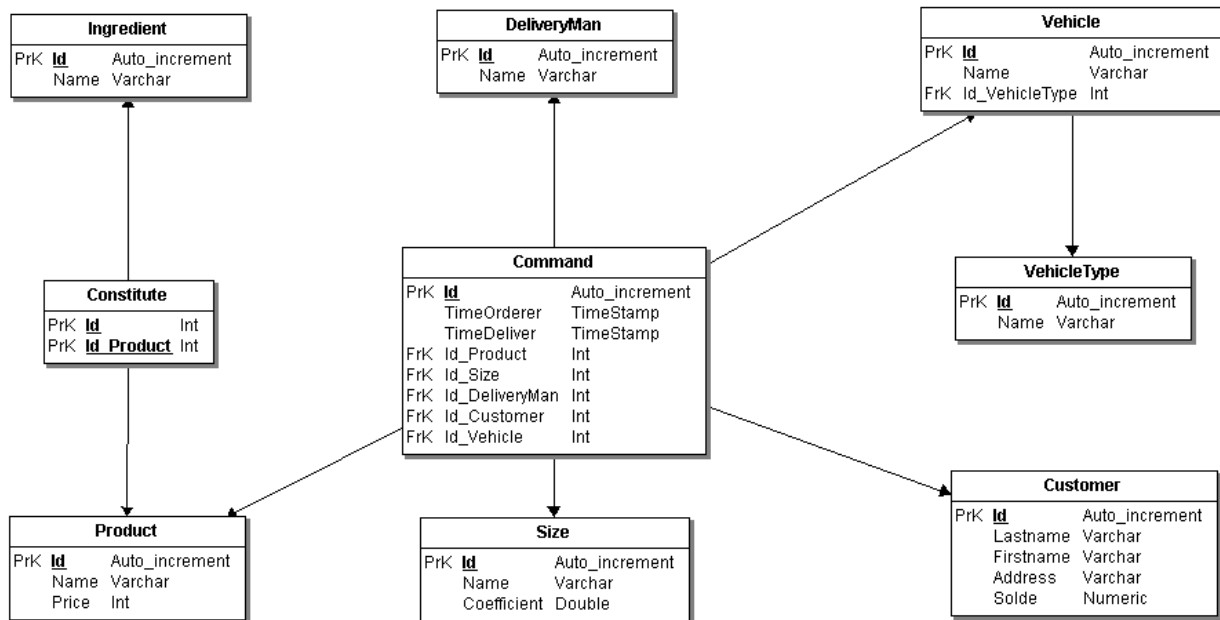 Ingredient
PrK Id Auto_increment
Name Varchar
DeliveryMan
PrK Id Auto_increment
Name Varchar
Vehicle
PrK Id Auto_increment
Name Varchar
FrK Id_VehicleType Int
Constitute
PrK Id Int
PrK Id_Product Int
Command
PrK Id Auto_increment
TimeOrderer TimeStamp
TimeDeliver TimeStamp
FrK Id_Product Int
FrK Id_Size Int
FrK Id_DeliveryMan Int
FrK Id_Customer Int
FrK Id_Vehicle Int
VehicleType
PrK Id Auto_increment
Name Varchar
Product
PrK Id Auto_increment
Name Varchar
Price Int
Size
PrK Id Auto_increment
Name Varchar
Coefficient Double
Customer
PrK Id Auto_increment
Lastname Varchar
Firstname Varchar
Address Varchar
Solde Numeric